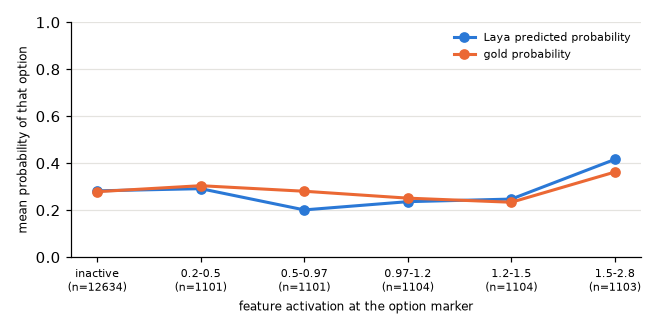 1.0
0.8
0.6
0.4
0.2
0.0
mean probability of that option
Laya predicted probability
gold probability
inactive
(n=12634)
0.2-0.5
(n=1101)
0.5-0.97
(n=1101)
0.97-1.2
(n=1104)
1.2-1.5
(n=1104)
1.5-2.8
(n=1103)
feature activation at the option marker